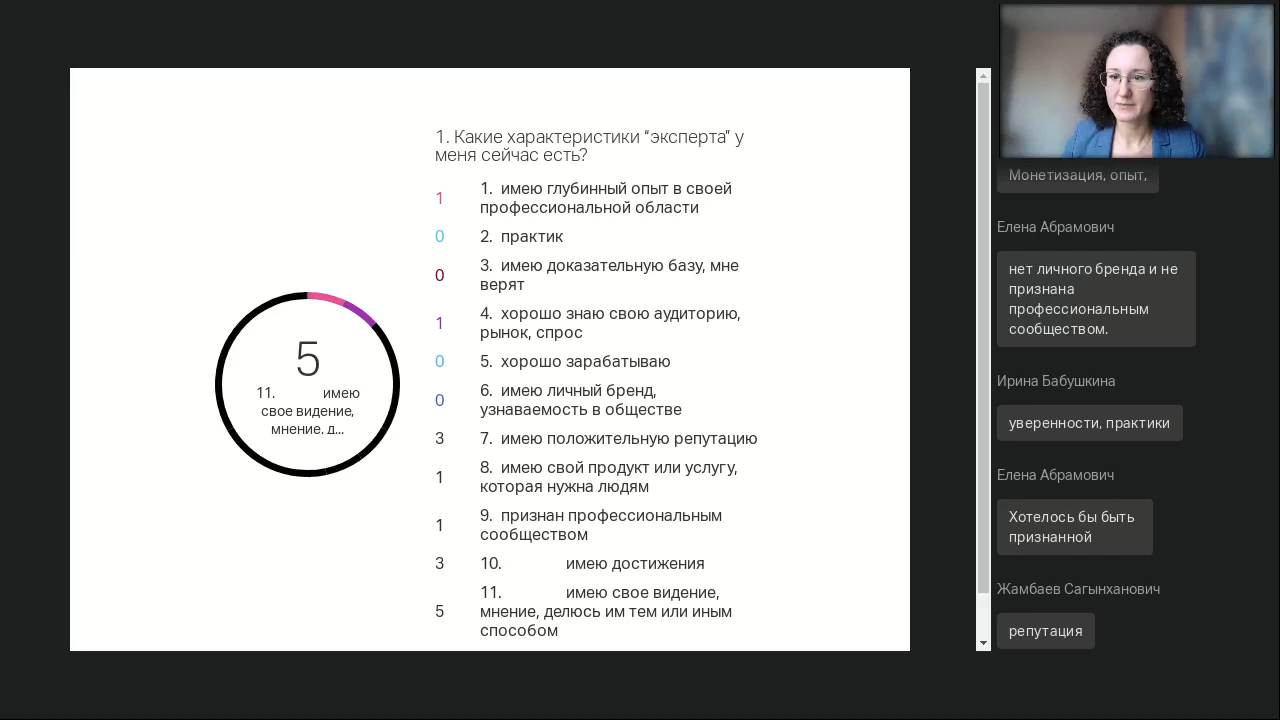 1. Какие характеристики “эксперта” у
меня сейчас есть?
1
1. имею глубинный опыт в своей
профессиональной области
0
2. практик
0
3. имею доказательную базу, мне
верят
1
4. хорошо знаю свою аудиторию,
рынок, спрос
0
5. хорошо зарабатываю
0
6. имею личный бренд,
узнаваемость в обществе
3
7. имею положительную репутацию
1
8. имею свой продукт или услугу,
которая нужна людям
1
9. признан профессиональным
сообществом
3
10. имею достижения
5
11. имею свое видение,
мнение, делюсь им тем или иным
способом
5
11. имею
свое видение,
мнение, д...
Монетизация, опыт,
Елена Абрамович
нет личного бренда и не
признана
профессиональным
сообществом.
Ирина Бабушкина
уверенности, практики
Елена Абрамович
Хотелось бы быть
признанной
Жамбаев Сагынханович
репутация